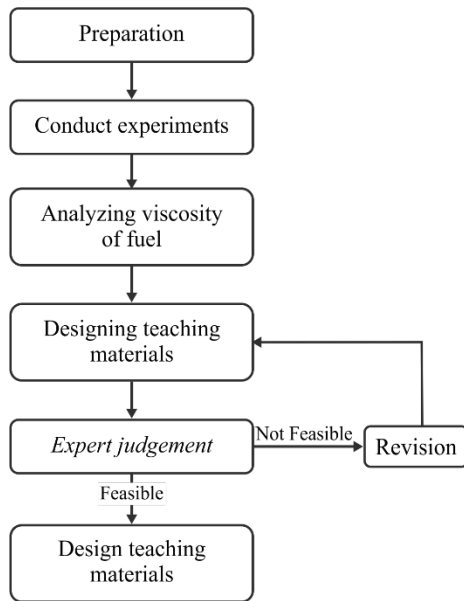 Preparation
Conduct experiments
Analyzing viscosity
of fuel
Designing teaching
materials
Expert judgement
Not Feasible
Revision
Feasible
Design teaching
materials